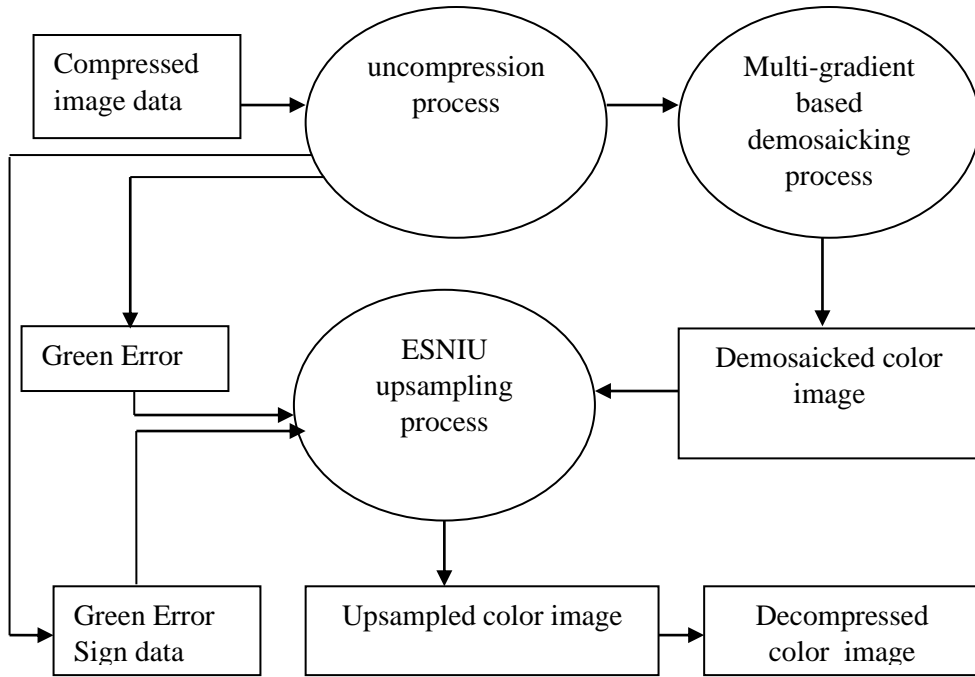 Compressed
image data
uncompression
process
Multi-gradient
based
demosaicking
process
Green Error
ESNIU
upsampling
process
Demosaicked color
image
Green Error
Sign data
Upsampled color image
Decompressed
color image